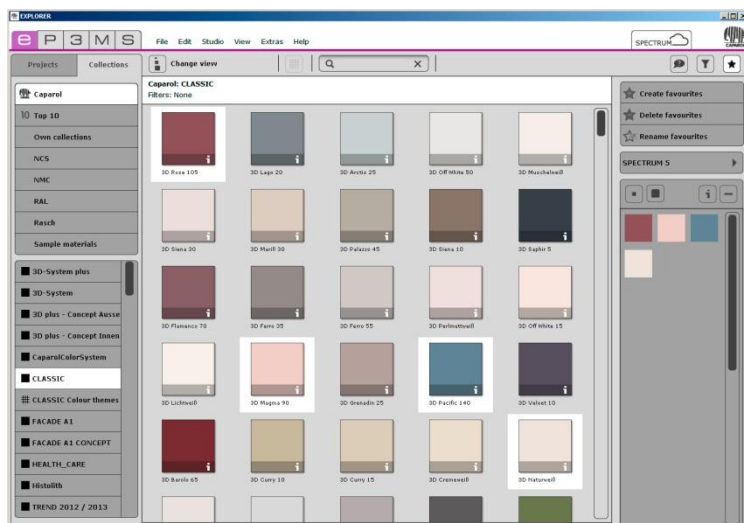 EXPLORER
e P 3 M S
File Edit Studio View Extras Help
SPECTRUM
CAPAROL
Projects Collections
Change view
X
Caparol
10 Top 10
Own collections
NCS
NMC
RAL
Rasch
Sample materials
3D-System plus
3D-System
3D plus - Concept Ausse
3D plus - Concept Innen
CaparolColorSystem
CLASSIC
CLASSIC Colour themes
FACADE A1
FACADE A1 CONCEPT
HEALTH_CARE
Histolith
TREND 2012 / 2013
Caparol: CLASSIC
Filters: None
3D Rosa 105
3D Lago 20
3D Arctis 25
3D Off White 50
3D Muschelweiß
3D Siena 30
3D Marill 30
3D Palazzo 45
3D Siena 10
3D Saphir 5
3D Flamenco 70
3D Ferro 35
3D Ferro 55
3D Perlmuttweiß
3D Off White 15
3D Lichtweiß
3D Magma 90
3D Grenadin 25
3D Pacific 140
3D Velvet 10
3D Barolo 65
3D Curry 10
3D Curry 15
3D Cremeweiß
3D Naturweiß
Create favourites
Delete favourites
Rename favourites
SPECTRUM 5